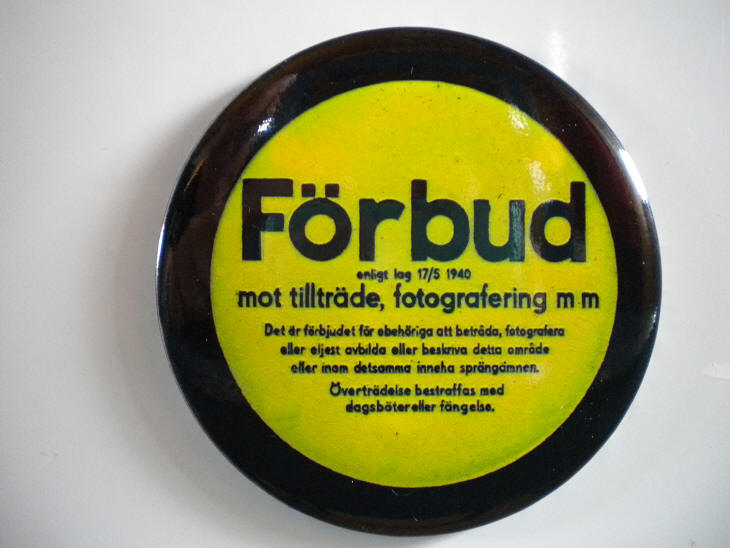 Förbud
enligt lag 17/5 1940
mot tillträde, fotografering m m
Det är förbjudet för obehöriga att beträda, fotografera
eller eljest avbilda eller beskriva detta område
eller inom detsamma inneha sprängämnen.
Överträdelse bestraffas med
dagsböter eller fängelse.